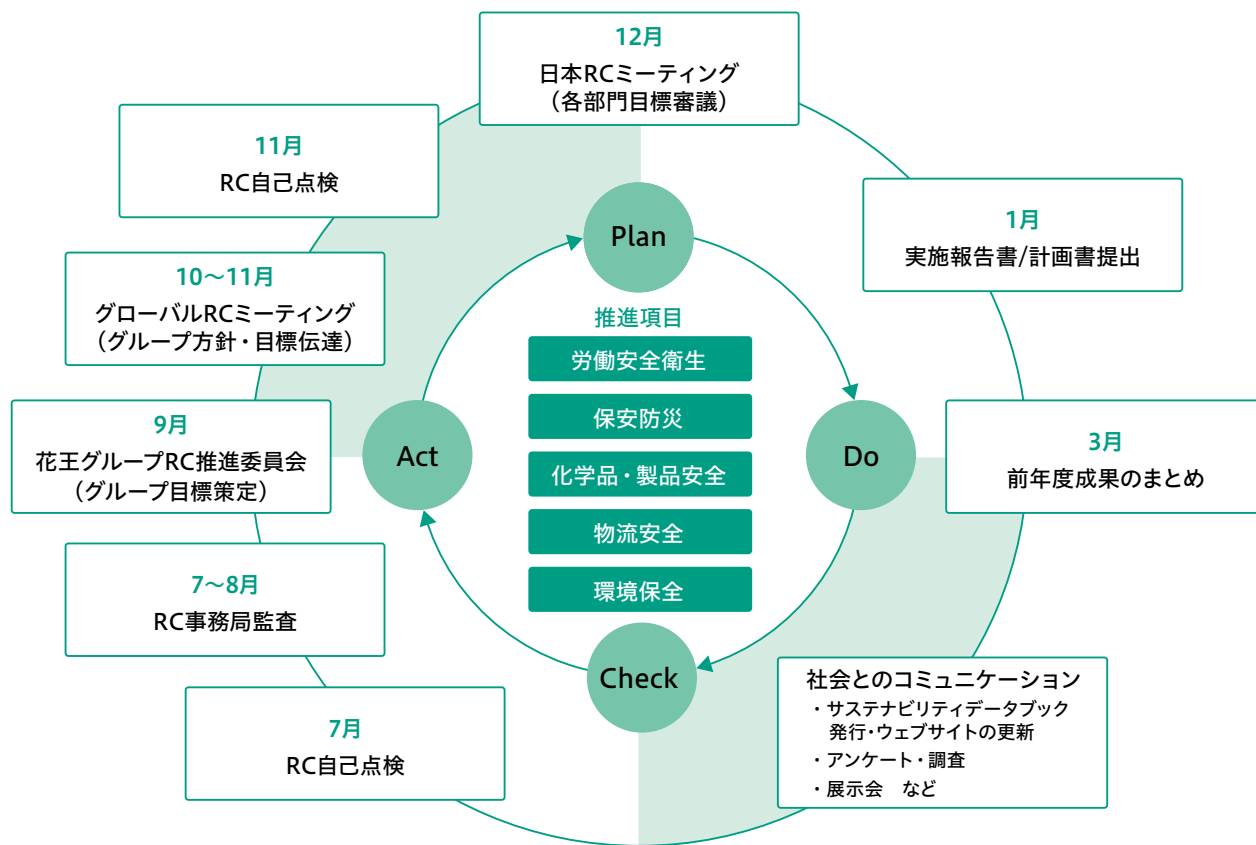 12月
日本RCミーティング
（各部門目標審議）
1月
実施報告書/計画書提出
3月
前年度成果のまとめ
社会とのコミュニケーション
・サステナビリティデータブック
発行・ウェブサイトの更新
・アンケート・調査
・展示会　など
7月
RC自己点検
7～8月
RC事務局監査
9月
花王グループRC推進委員会
（グループ目標策定）
10～11月
グローバルRCミーティング
（グループ方針・目標伝達）
11月
RC自己点検
Plan
Do
Check
Act
推進項目
労働安全衛生
保安防災
化学品・製品安全
物流安全
環境保全